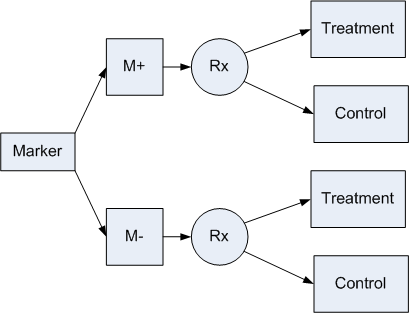 Marker
M+
Rx
Treatment
Control
M-
Rx
Treatment
Control